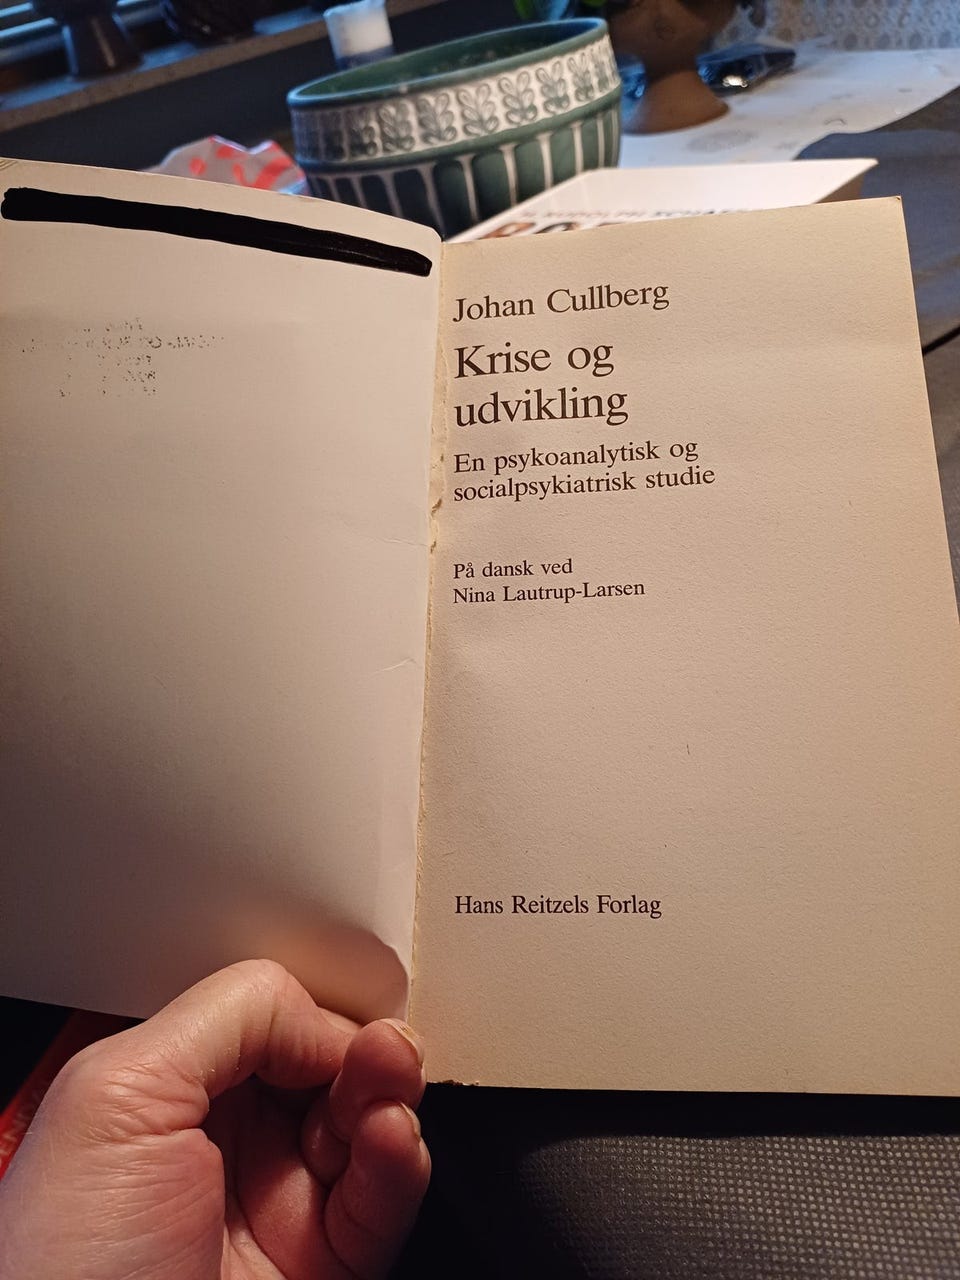 Johan Cullberg
Krise og
udvikling
En psykoanalytisk og
socialpsykiatrisk studie
På dansk ved
Nina Lautrup-Larsen
Hans Reitzels Forlag